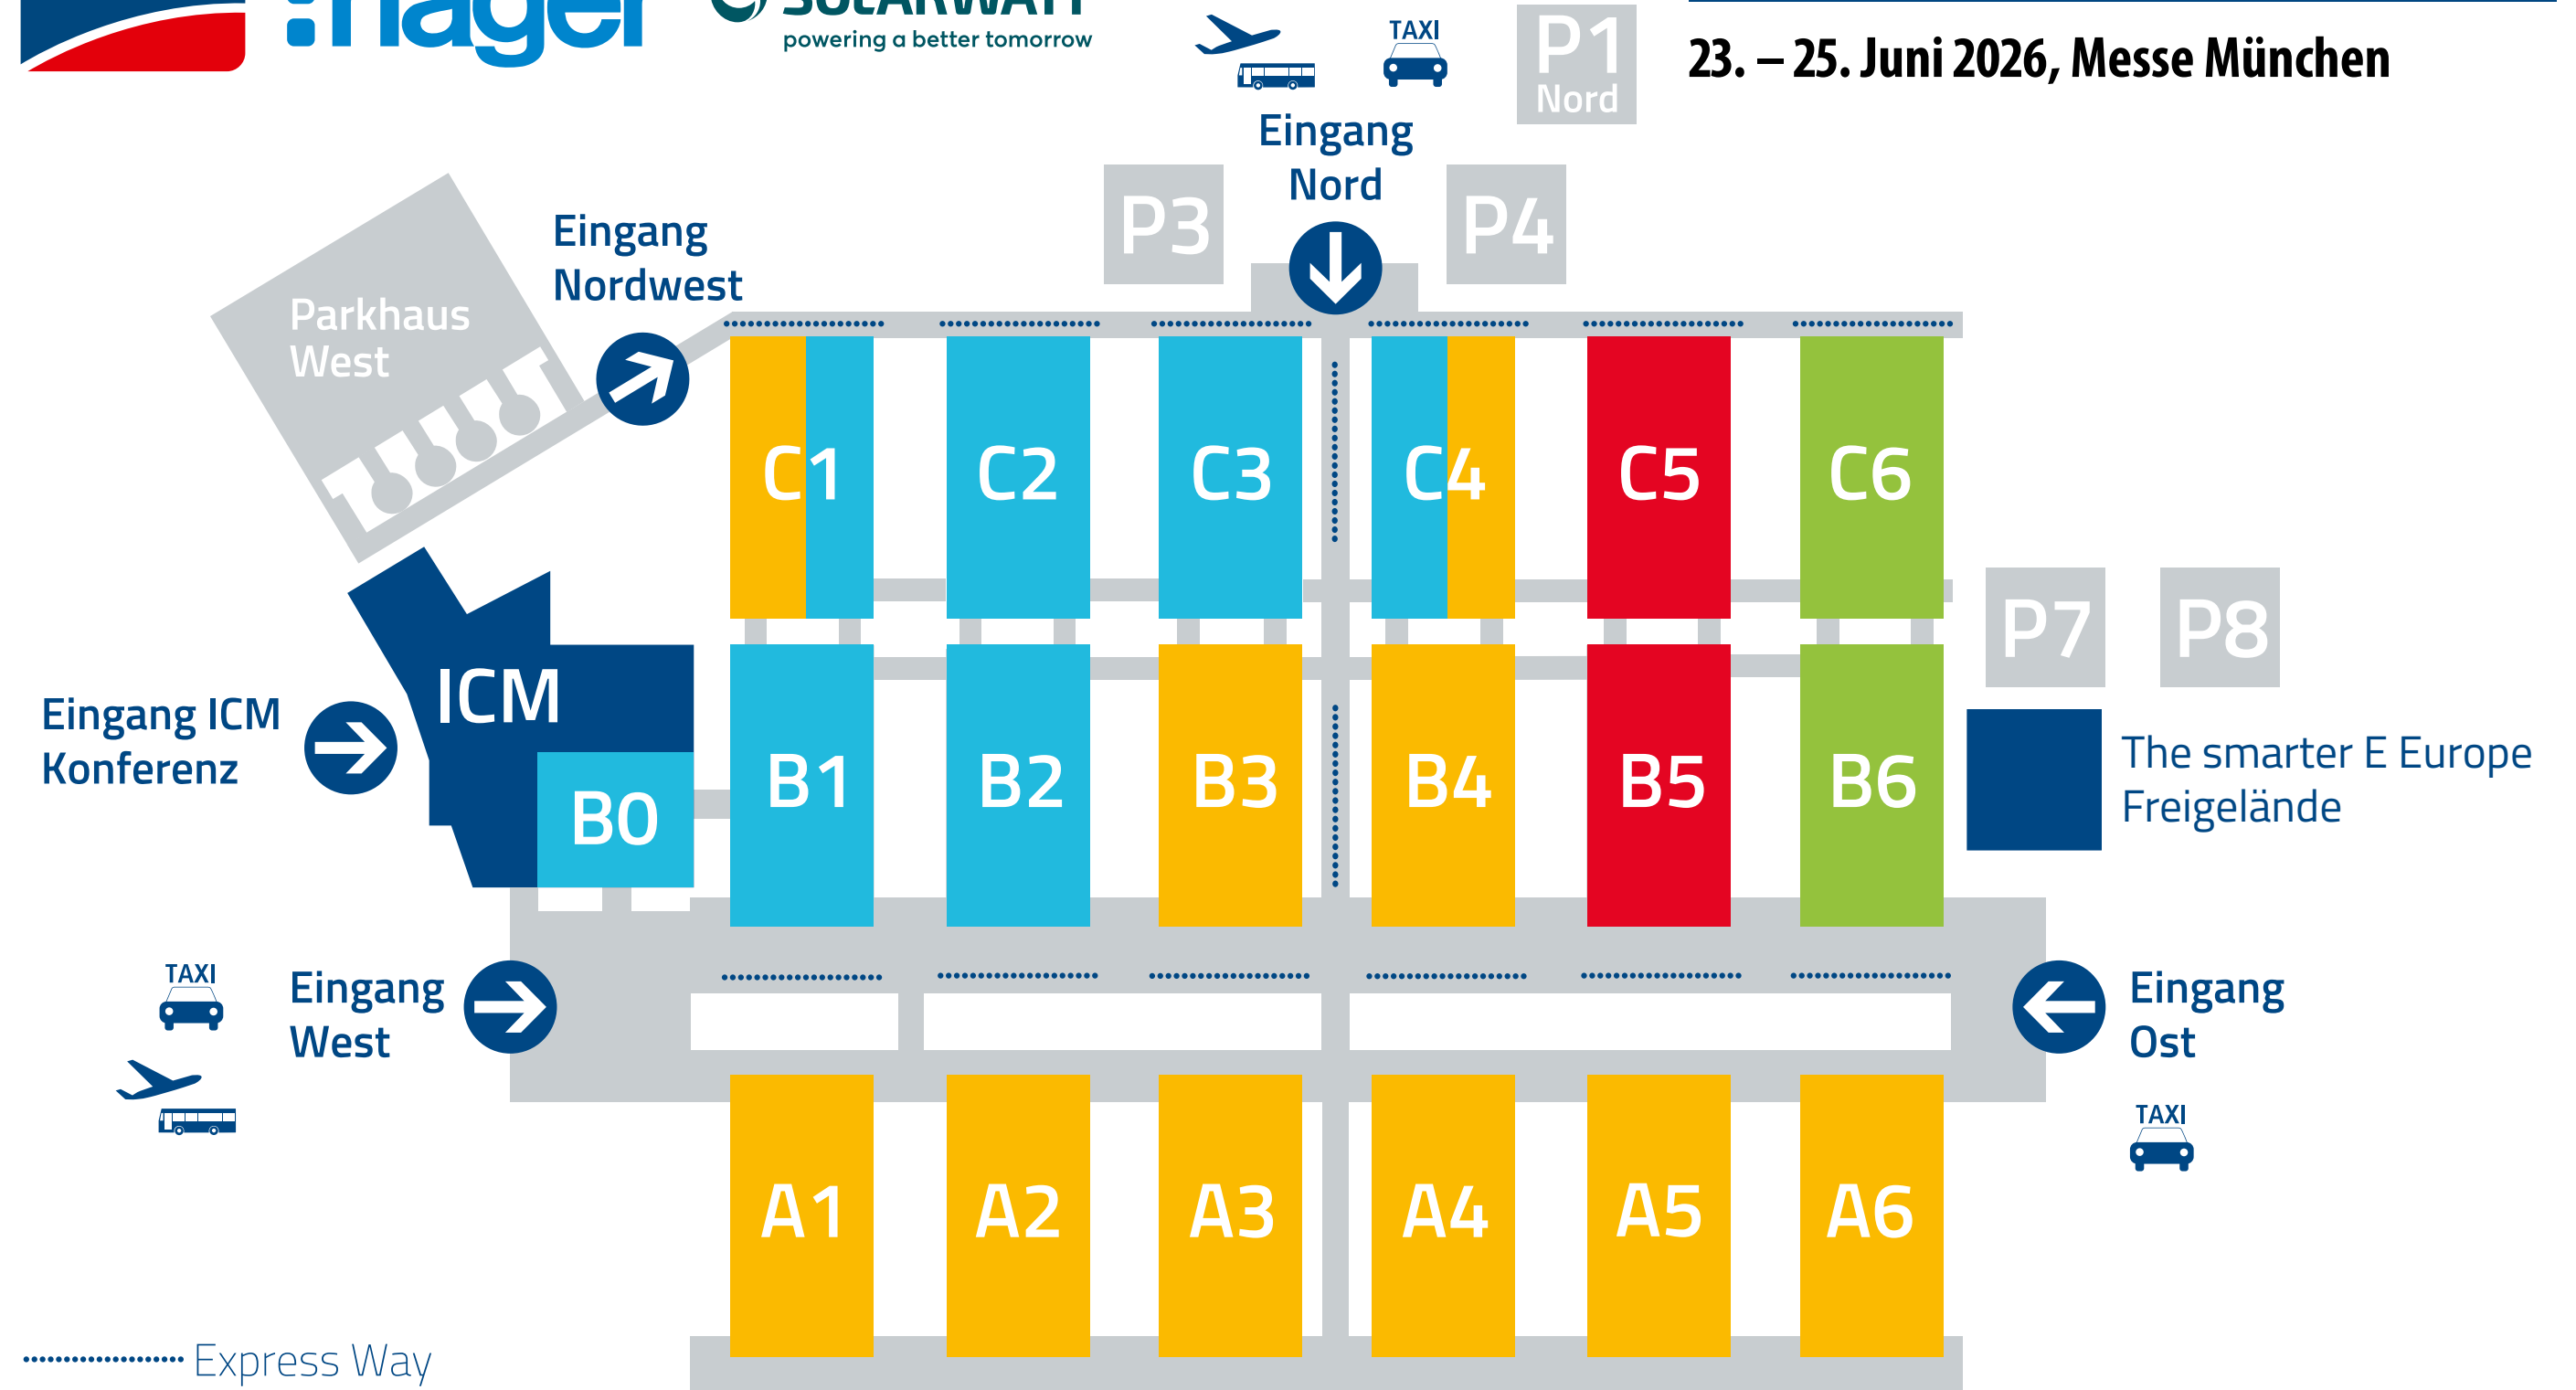 :hager
SOLARWATT
powering a better tomorrow
TAXI
P1
Nord
23. – 25. Juni 2026, Messe München
Eingang
Nord
P3
P4
Eingang
Nordwest
Parkhaus
West
C1
C2
C3
C4
C5
C6
P7
P8
ICM
Eingang ICM
Konferenz
B0
B1
B2
B3
B4
B5
B6
The smarter E Europe
Freigelände
TAXI
Eingang
West
Eingang
Ost
TAXI
A1
A2
A3
A4
A5
A6
Express Way